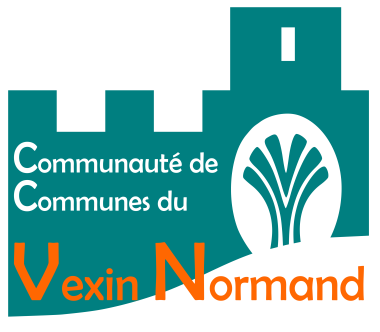 Communauté de
Communes du
Vexin Normand